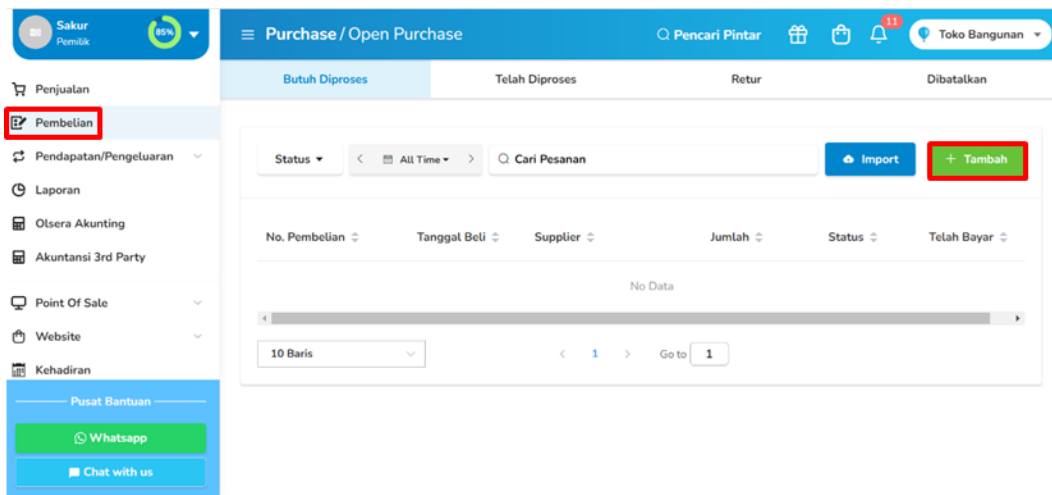 Sakur
Pemilik
85%
Penjualan
Pembelian
Pendapatan/Pengeluaran
Laporan
Olsera Akunting
Akuntansi 3rd Party
Point Of Sale
Website
Kehadiran
Pusat Bantuan
Whatsapp
Chat with us
Purchase / Open Purchase
Pencari Pintar
11
Toko Bangunan
Butuh Diproses Telah Diproses Retur Dibatalkan
Status All Time Cari Pesanan Import + Tambah
No. Pembelian Tanggal Beli Supplier Jumlah Status Telah Bayar
No Data
10 Baris < 1 > Go to 1